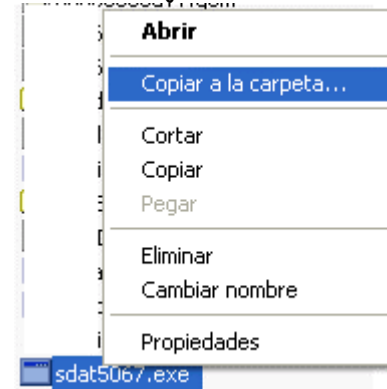 Abrir
Copiar a la carpeta...
Cortar
Copiar
Pegar
Eliminar
Cambiar nombre
Propiedades
sdat5067.exe